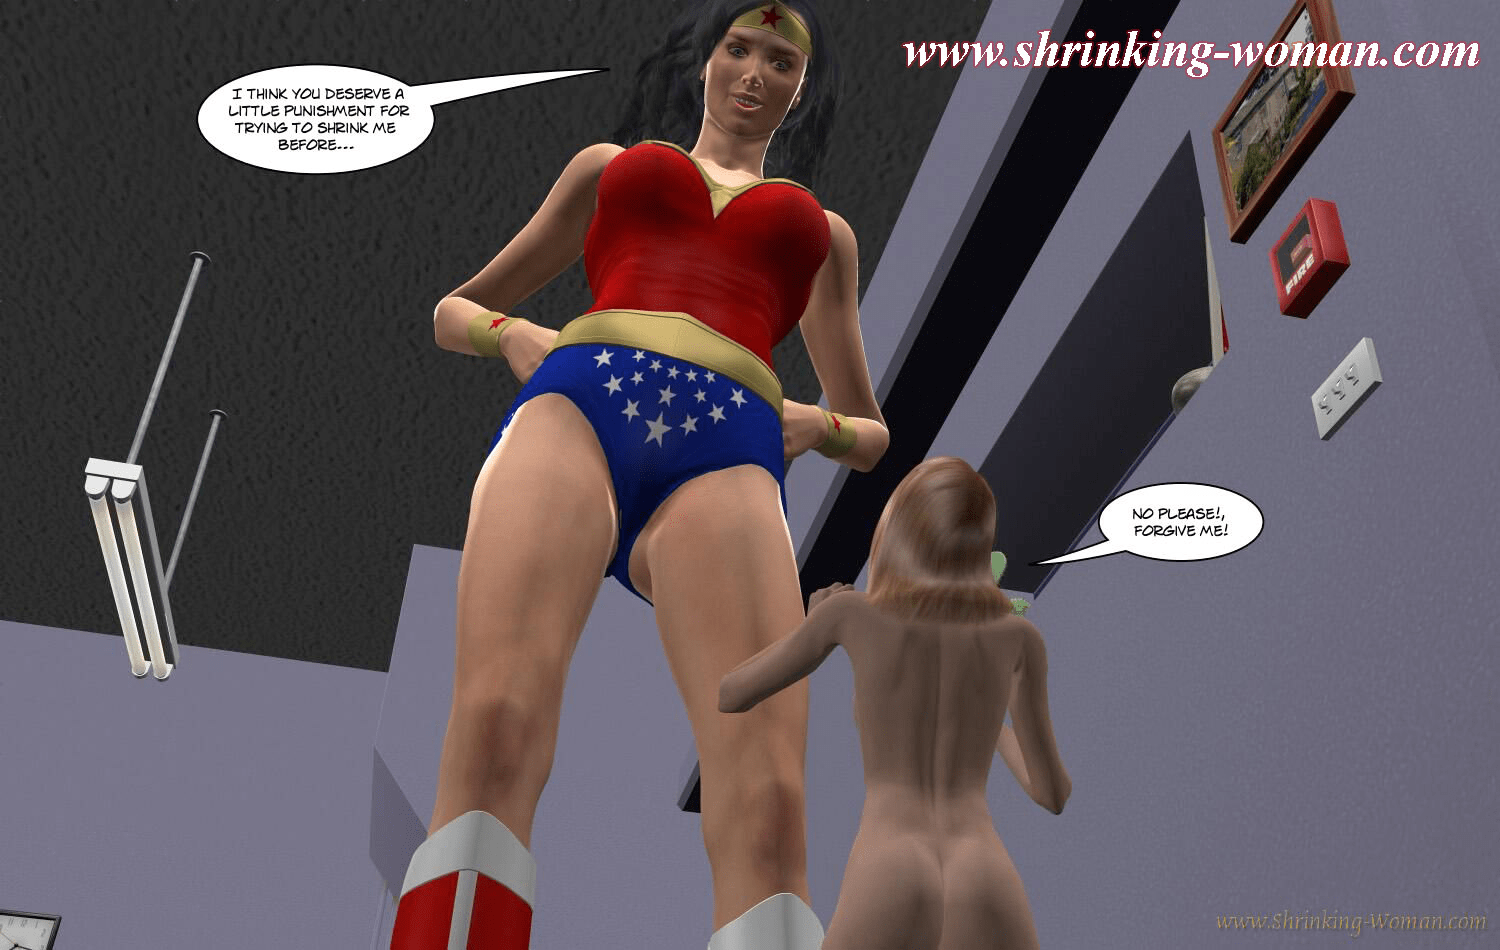 www.shrinking-woman.com
I THINK YOU DESERVE A
LITTLE PUNISHMENT FOR
TRYING TO SHRINK ME
BEFORE...
FIRE
NO PLEASE!,
FORGIVE ME!
www.Shrinking-Woman.com